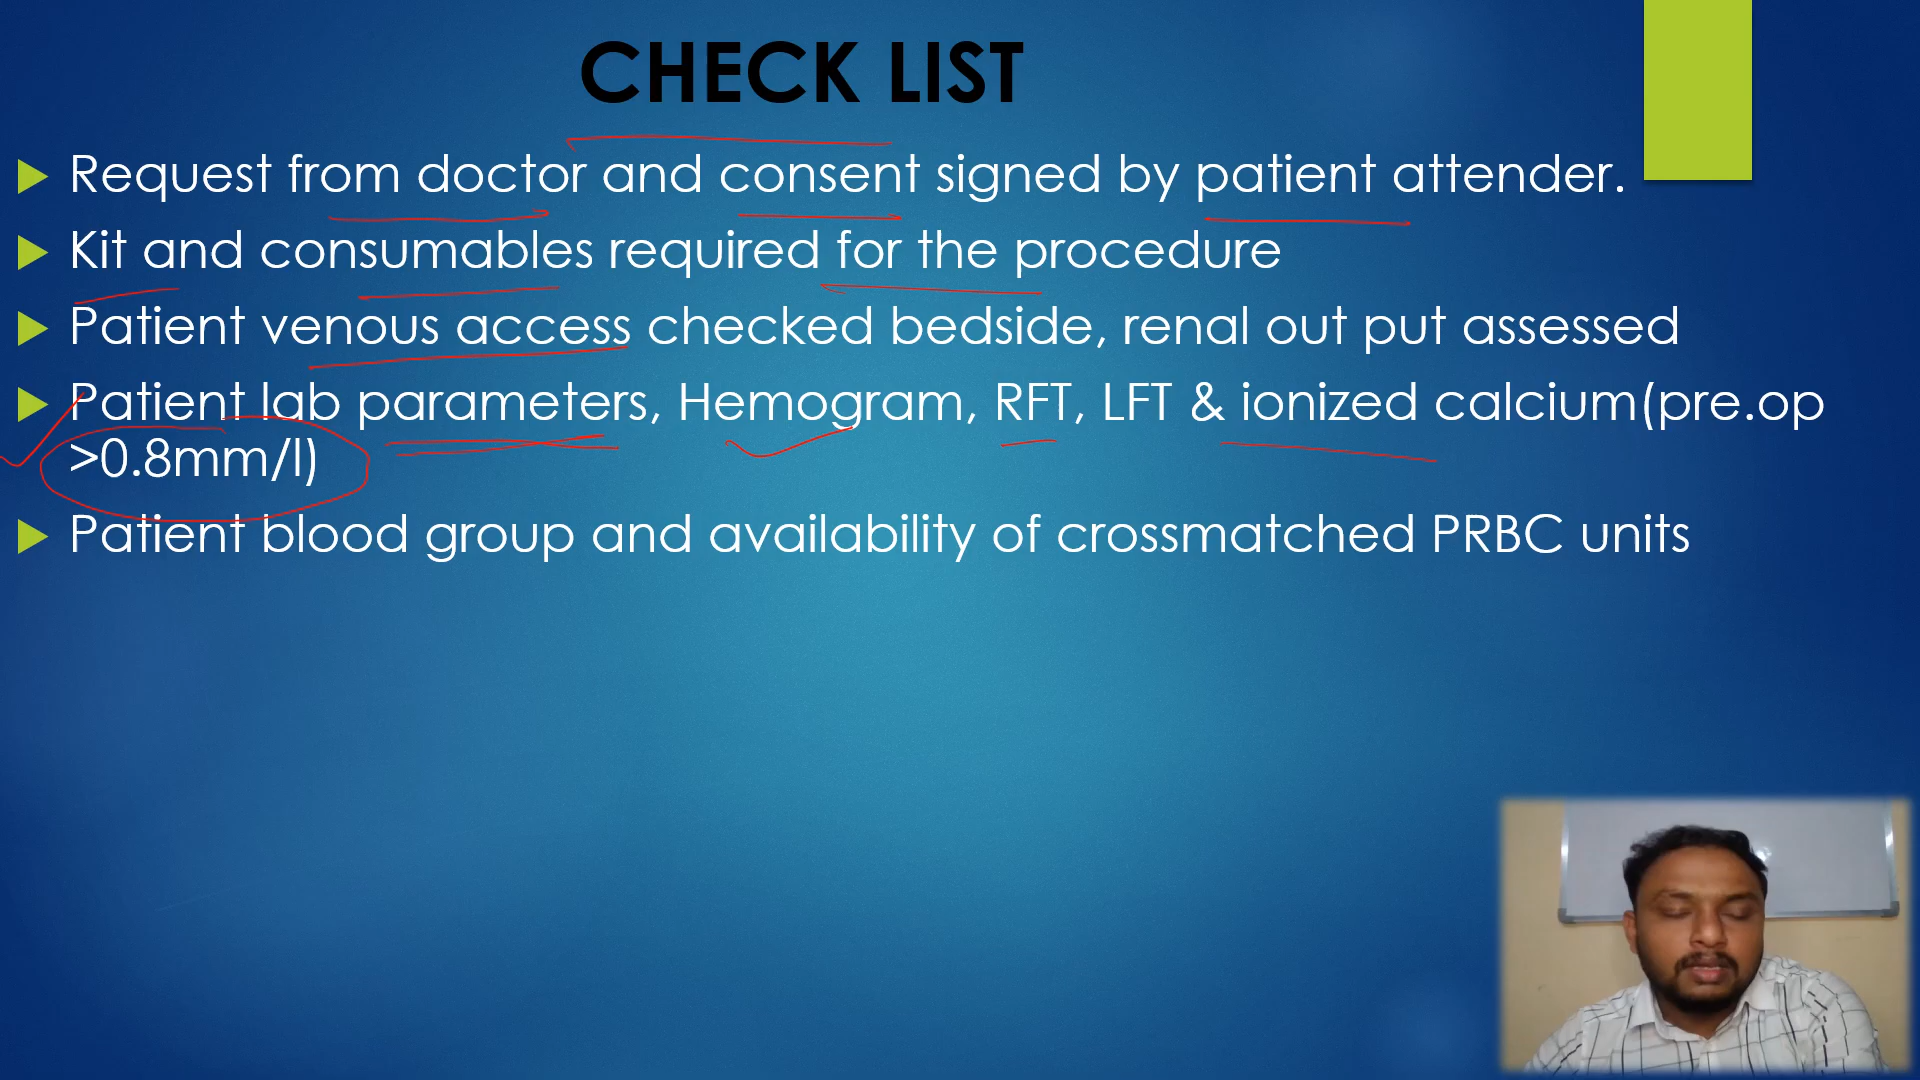 CHECK LIST
Request from doctor and consent signed by patient attender.
Kit and consumables required for the procedure
Patient venous access checked bedside, renal out put assessed
Patient lab parameters, Hemogram, RFT, LFT & ionized calcium(pre.op
>0.8mm/l)
Patient blood group and availability of crossmatched PRBC units